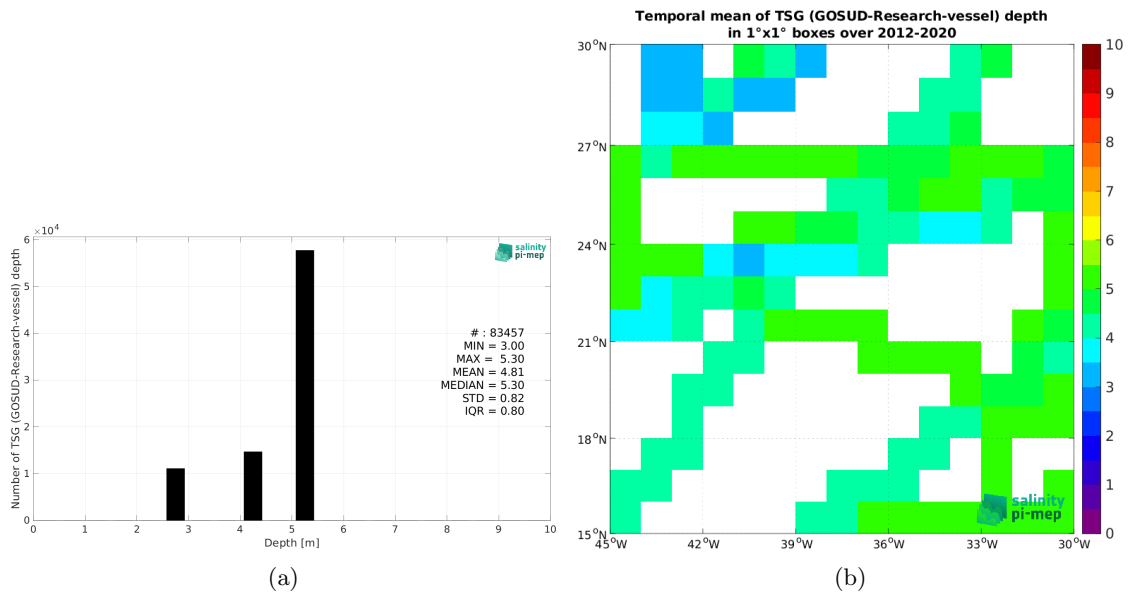 ×10⁴
6
5
4
3
2
1
0
Number of TSG (GOSUD-Research-vessel) depth
salinity
pi-mep
# : 83457
MIN = 3.00
MAX = 5.30
MEAN = 4.81
MEDIAN = 5.30
STD = 0.82
IQR = 0.80
0 1 2 3 4 5 6 7 8 9 10
Depth [m]
(a)
Temporal mean of TSG (GOSUD-Research-vessel) depth
in 1°x1° boxes over 2012-2020
30°N
27°N
24°N
21°N
18°N
15°N
45°W 42°W 39°W 36°W 33°W 30°W
salinity
pi-mep
10
9
8
7
6
5
4
3
2
1
0
(b)